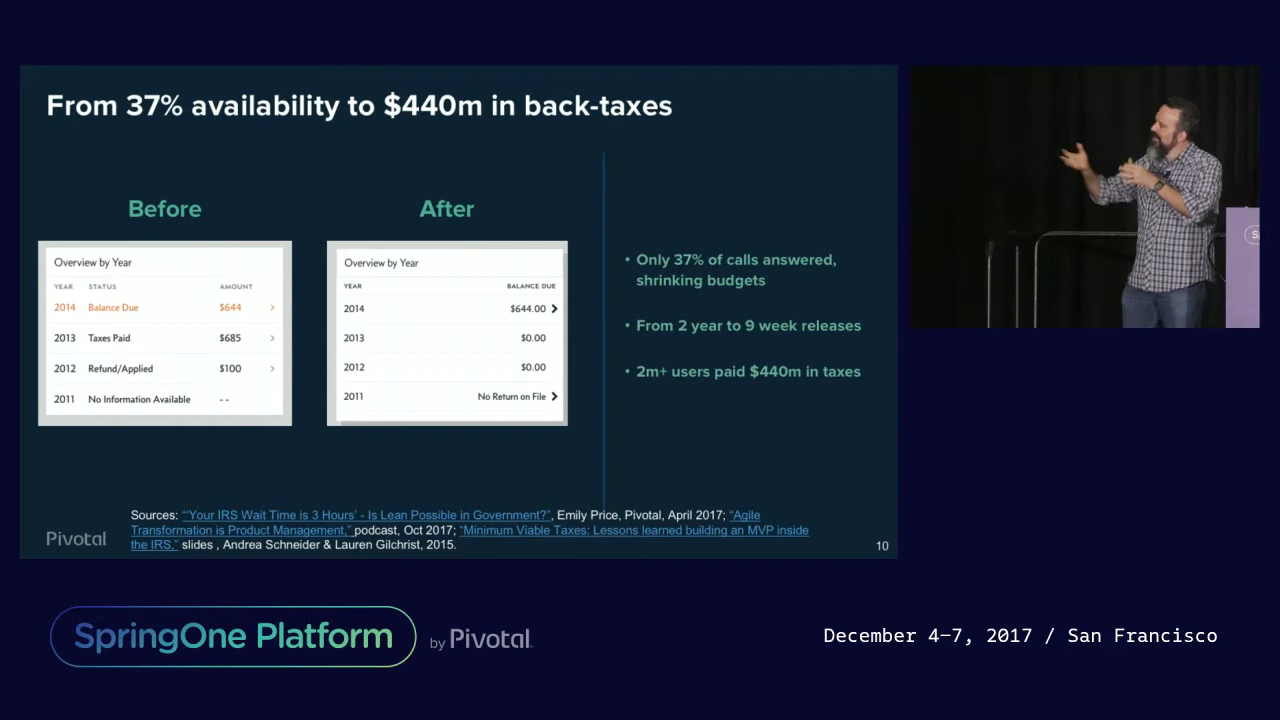 From 37% availability to $440m in back-taxes
Before
Overview by Year
YEAR STATUS AMOUNT
2014 Balance Due $644 >
2013 Taxes Paid $685 >
2012 Refund/Applied $100 >
2011 No Information Available - -
After
Overview by Year
YEAR BALANCE DUE
2014 $644.00 >
2013 $0.00
2012 $0.00
2011 No Return on File >
• Only 37% of calls answered,
shrinking budgets
• From 2 year to 9 week releases
• 2m+ users paid $440m in taxes
Sources: “‘Your IRS Wait Time is 3 Hours’ - Is Lean Possible in Government?”, Emily Price, Pivotal, April 2017; “Agile
Transformation is Product Management,” podcast, Oct 2017; “Minimum Viable Taxes: Lessons learned building an MVP inside
the IRS,” slides , Andrea Schneider & Lauren Gilchrist, 2015.
Pivotal
10
SpringOne Platform by Pivotal.
December 4–7, 2017 / San Francisco